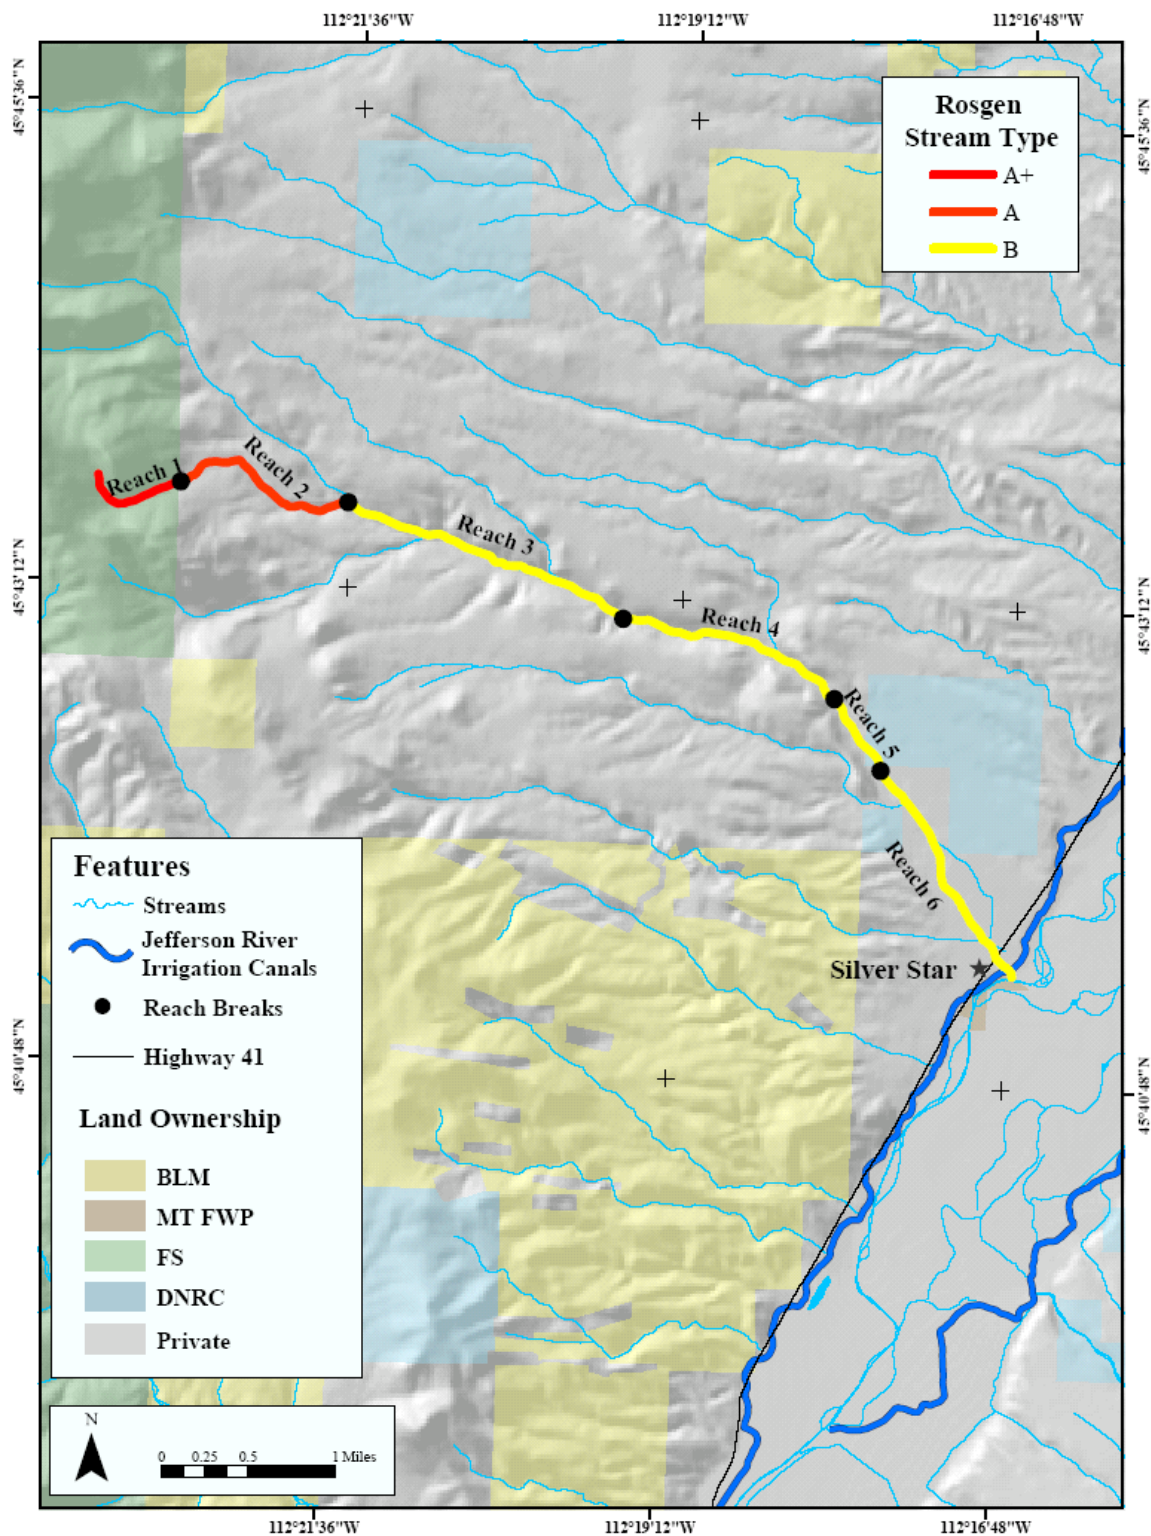 112°21'36"W
112°19'12"W
112°16'48"W
45°45'36"N
45°45'36"N
Rosgen
Stream Type
A+
A
B
Reach 1
Reach 2
Reach 3
Reach 4
Reach 5
Reach 6
45°43'12"N
45°43'12"N
Silver Star
Features
Streams
Jefferson River
Irrigation Canals
Reach Breaks
Highway 41
Land Ownership
BLM
MT FWP
FS
DNRC
Private
45°40'48"N
45°40'48"N
N
0 0.25 0.5 1 Miles
112°21'36"W
112°19'12"W
112°16'48"W